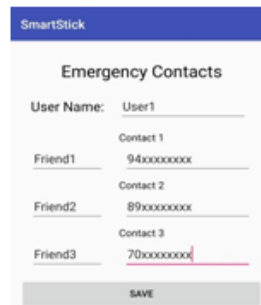 SmartStick
Emergency Contacts
User Name: User1
Contact 1
Friend1 94xxxxxxxx
Contact 2
Friend2 89xxxxxxxx
Contact 3
Friend3 70xxxxxxxx
SAVE